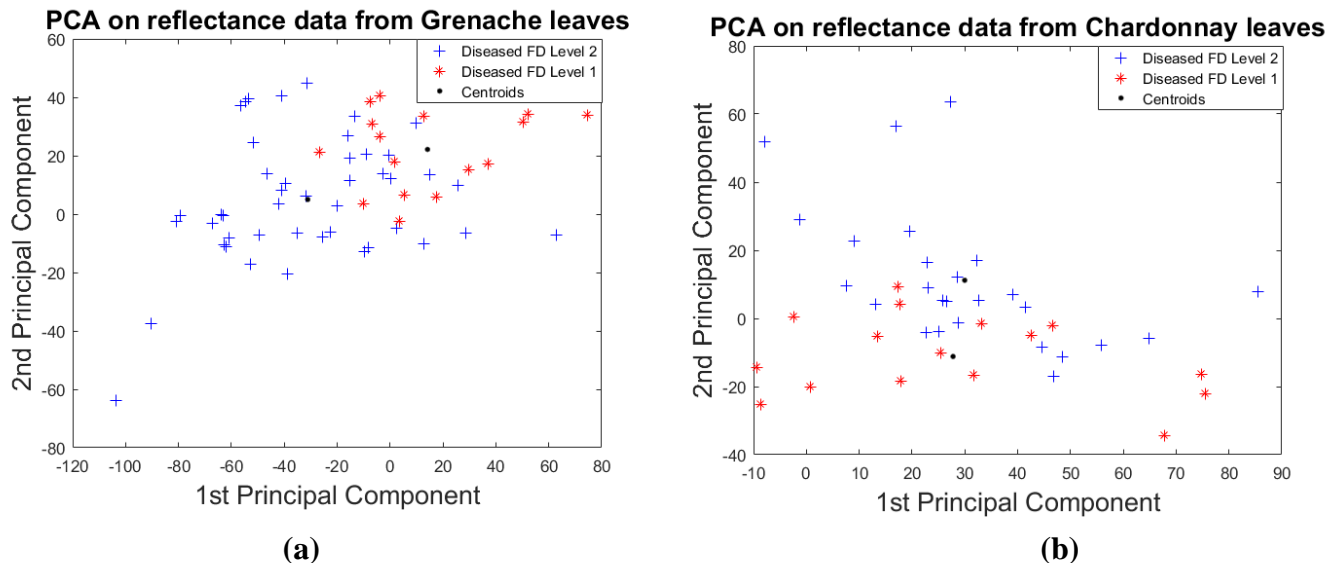 PCA on reflectance data from Grenache leaves
60
40
20
0
-20
-40
-60
-80
2nd Principal Component
Diseased FD Level 2
Diseased FD Level 1
Centroids
-120 -100 -80 -60 -40 -20 0 20 40 60 80
1st Principal Component
(a)
PCA on reflectance data from Chardonnay leaves
80
60
40
20
0
-20
-40
2nd Principal Component
Diseased FD Level 2
Diseased FD Level 1
Centroids
-10 0 10 20 30 40 50 60 70 80 90
1st Principal Component
(b)